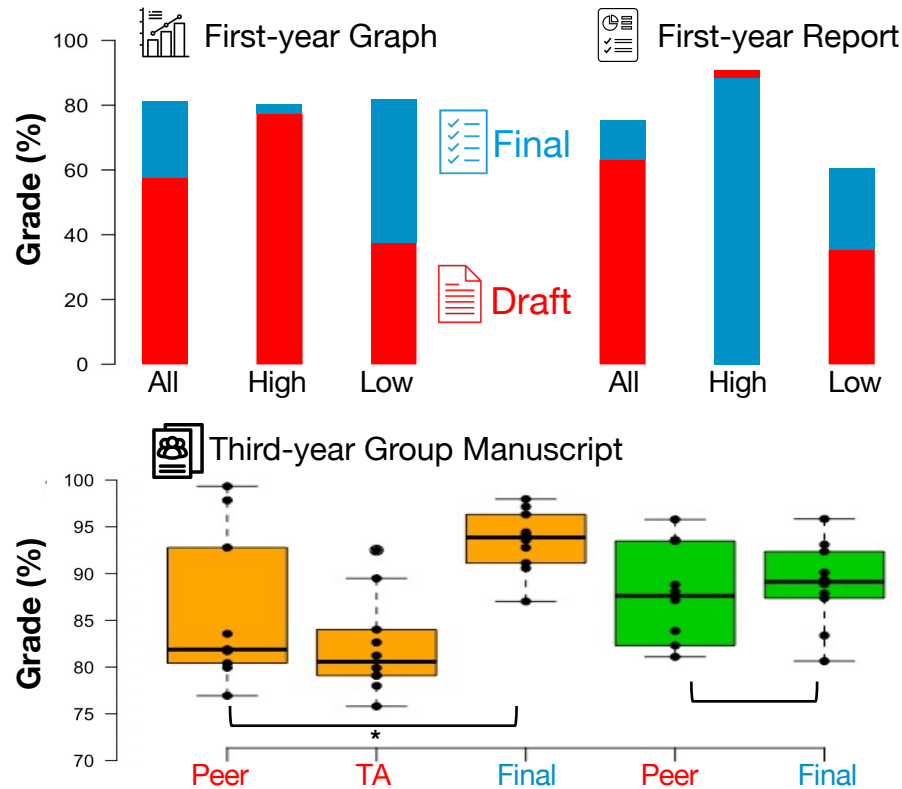 First-year Graph
First-year Report
Grade (%)
100
80
60
40
20
0
Final
Draft
All
High
Low
All
High
Low
Third-year Group Manuscript
Grade (%)
100
95
90
85
80
75
70
*
Peer
TA
Final
Peer
Final